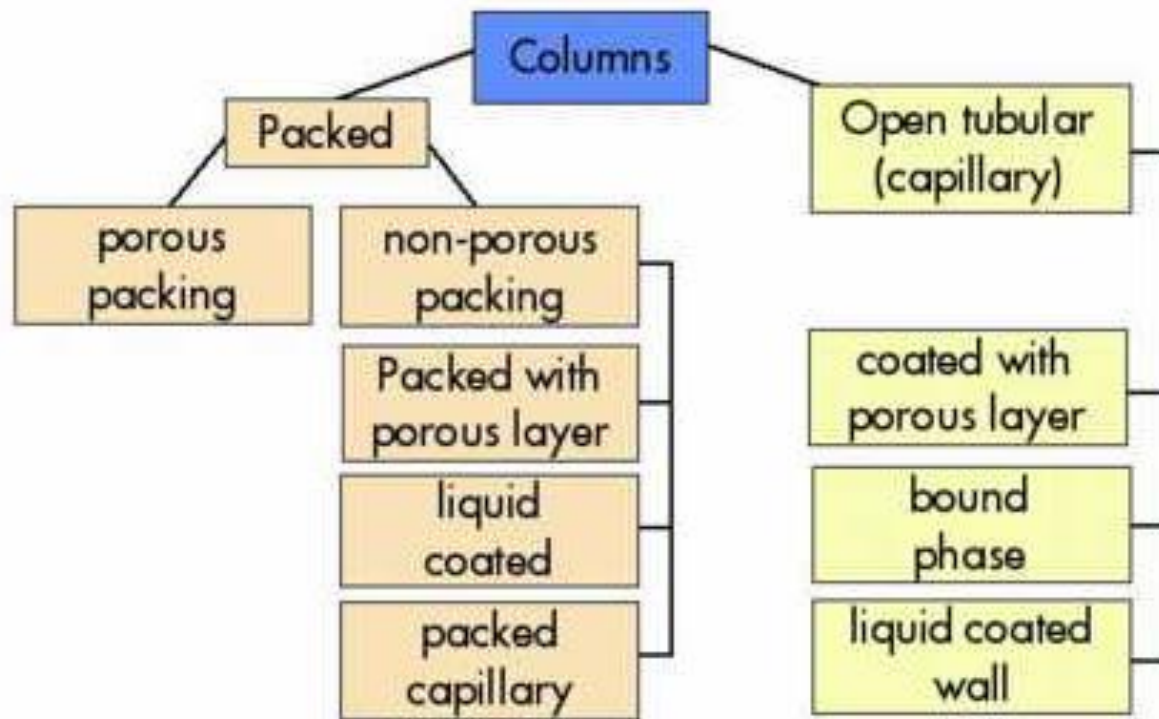 Columns
Packed
Open tubular
(capillary)
porous
packing
non-porous
packing
Packed with
porous layer
liquid
coated
packed
capillary
coated with
porous layer
bound
phase
liquid coated
wall